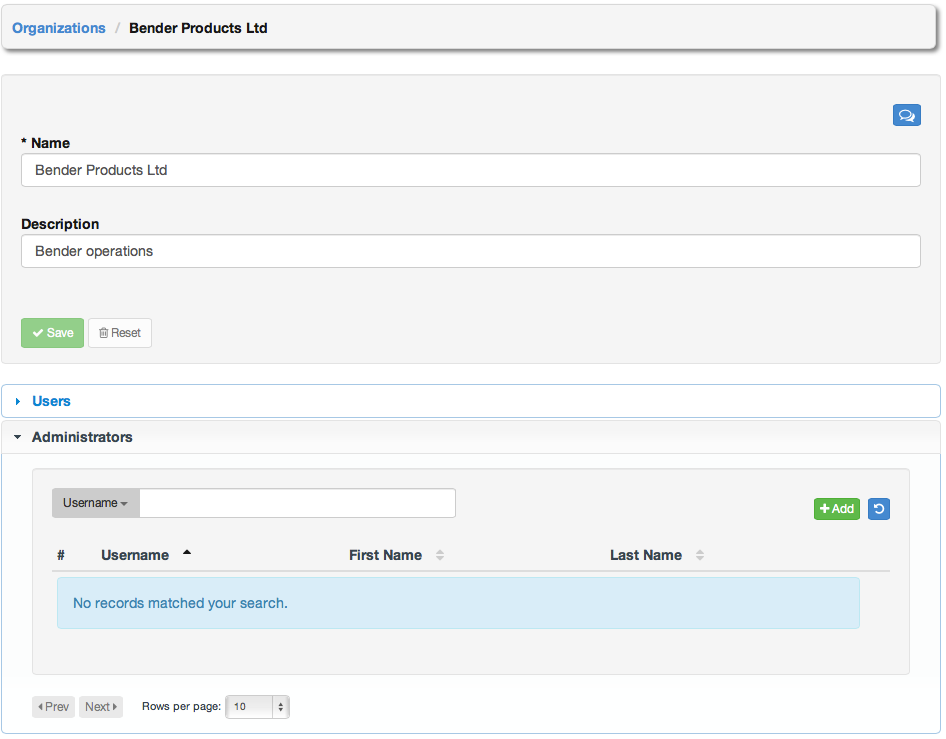 Organizations / Bender Products Ltd
* Name
Bender Products Ltd
Description
Bender operations
Save Reset
Users
Administrators
Username
Add
# Username First Name Last Name
No records matched your search.
Prev Next Rows per page: 10